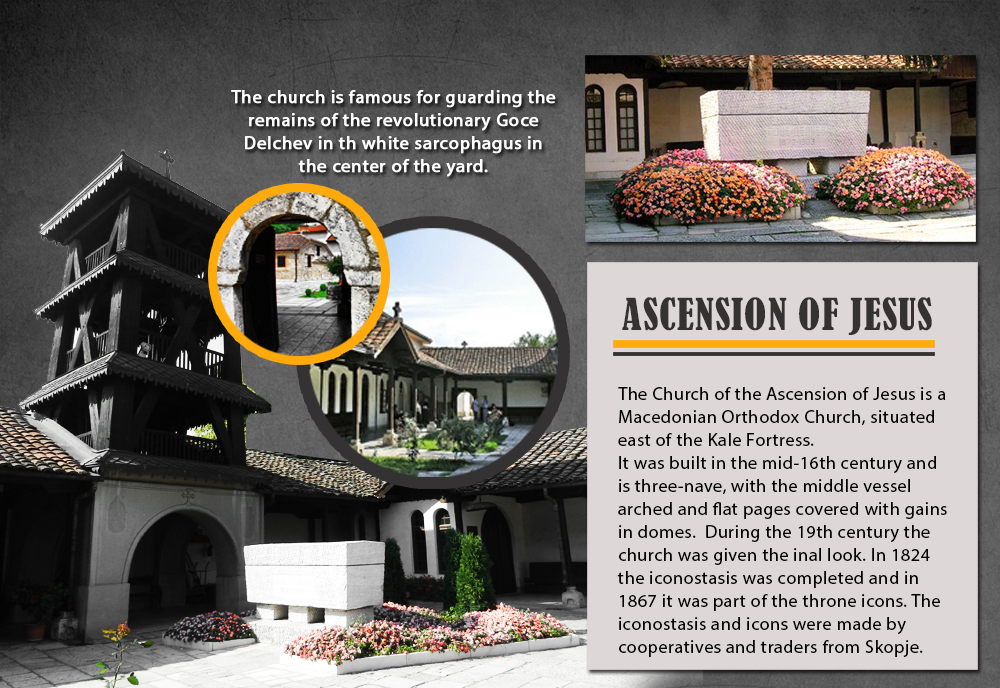 The church is famous for guarding the
remains of the revolutionary Goce
Delchev in th white sarcophagus in
the center of the yard.
ASCENSION OF JESUS
The Church of the Ascension of Jesus is a
Macedonian Orthodox Church, situated
east of the Kale Fortress.
It was built in the mid-16th century and
is three-nave, with the middle vessel
arched and flat pages covered with gains
in domes.  During the 19th century the
church was given the inal look. In 1824
the iconostasis was completed and in
1867 it was part of the throne icons. The
iconostasis and icons were made by
cooperatives and traders from Skopje.